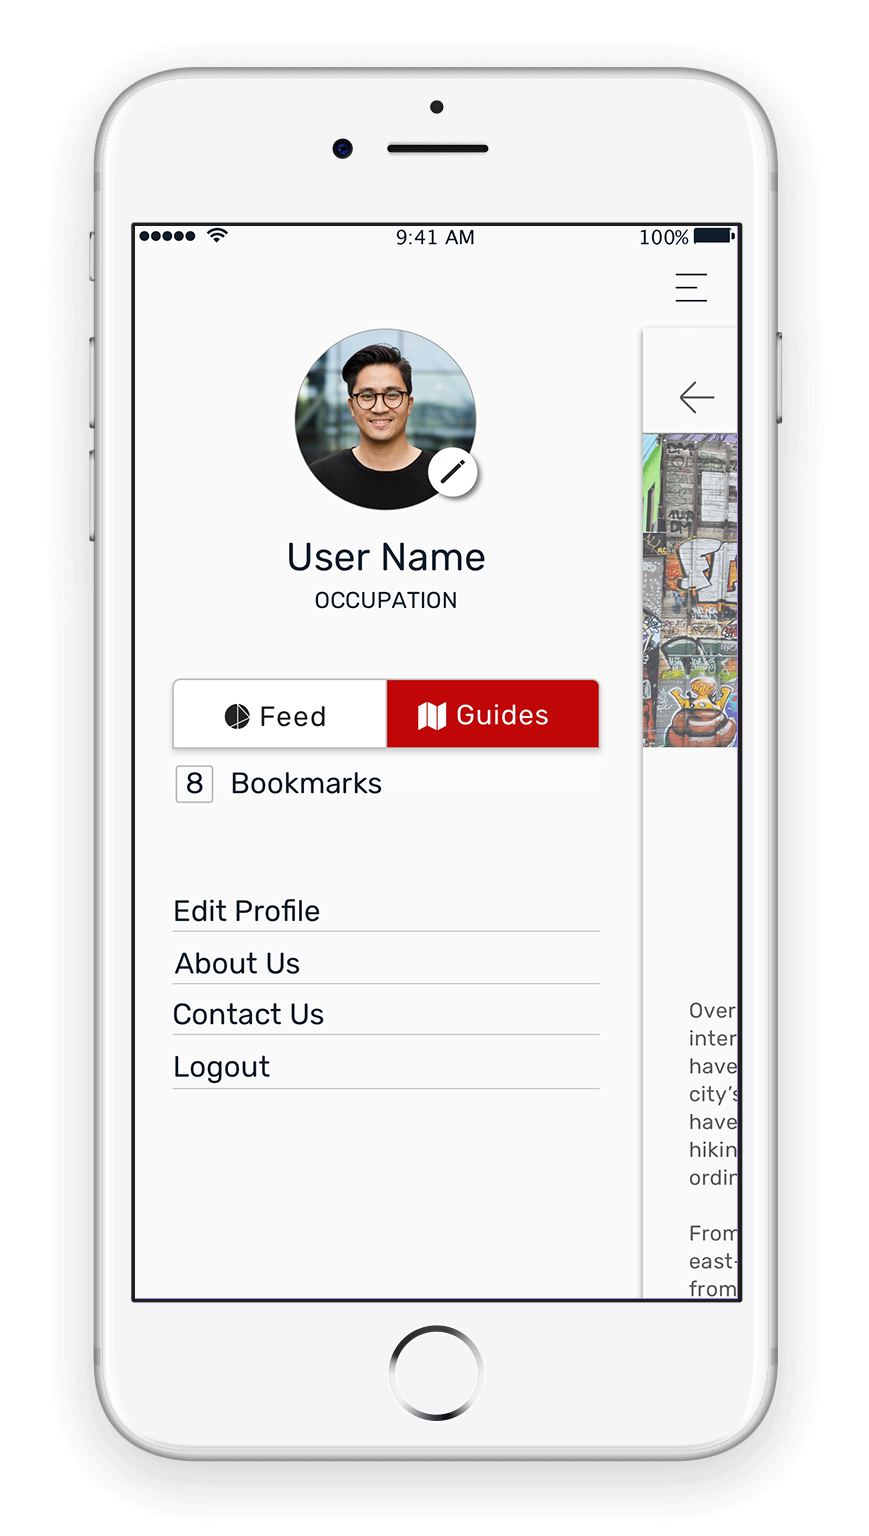 9:41 AM
100%
User Name
OCCUPATION
Feed
Guides
8 Bookmarks
Edit Profile
About Us
Contact Us
Logout
Over
inter
have
city's
have
hikin
ordin
From
east-
from